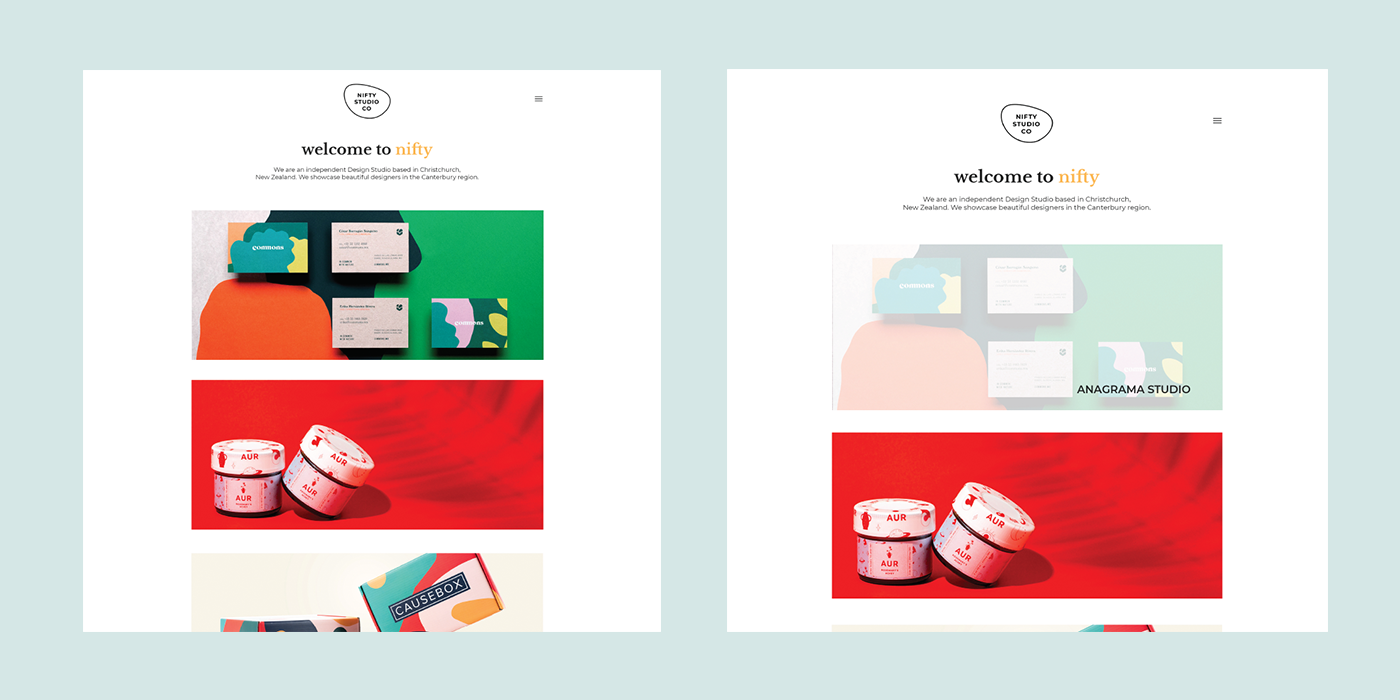 NIFTY
STUDIO
CO
welcome to nifty
We are an independent Design Studio based in Christchurch,
New Zealand. We showcase beautiful designers in the Canterbury region.
goomons
goomons
AUR
AUR
AUR
AUR
CAUSEBOX
NIFTY
STUDIO
CO
welcome to nifty
We are an independent Design Studio based in Christchurch,
New Zealand. We showcase beautiful designers in the Canterbury region.
goomons
ANAGRAMA STUDIO
AUR
AUR
AUR
AUR